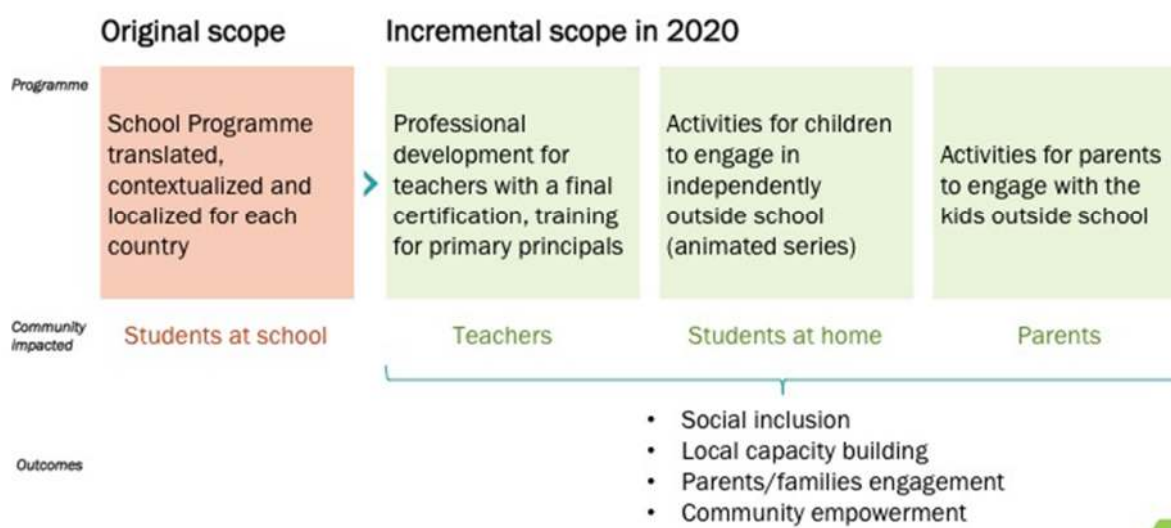 Original scope
Incremental scope in 2020
Programme
School Programme
translated,
contextualized and
localized for each
country
Professional
development for
teachers with a final
certification, training
for primary principals
Activities for children
to engage in
independently
outside school
(animated series)
Activities for parents
to engage with the
kids outside school
Community
impacted
Students at school
Teachers
Students at home
Parents
Outcomes
• Social inclusion
• Local capacity building
• Parents/families engagement
• Community empowerment